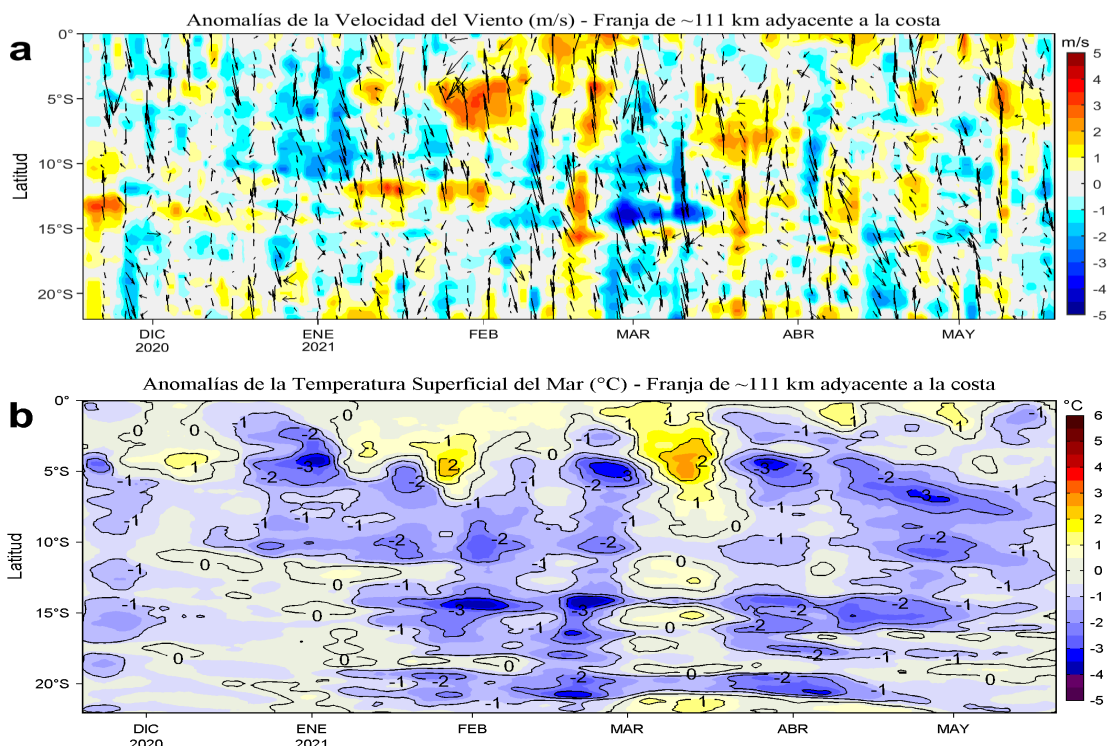 Anomalías de la Velocidad del Viento (m/s) - Franja de ~111 km adyacente a la costa
a
m/s
0°
5°S
10°S
15°S
20°S
Latitud
5
4
3
2
1
0
-1
-2
-3
-4
-5
DIC ENE FEB MAR ABR MAY
2020 2021
Anomalías de la Temperatura Superficial del Mar (°C) - Franja de ~111 km adyacente a la costa
b
°C
0°
5°S
10°S
15°S
20°S
Latitud
6
5
4
3
2
1
0
-1
-2
-3
-4
-5
DIC ENE FEB MAR ABR MAY
2020 2021